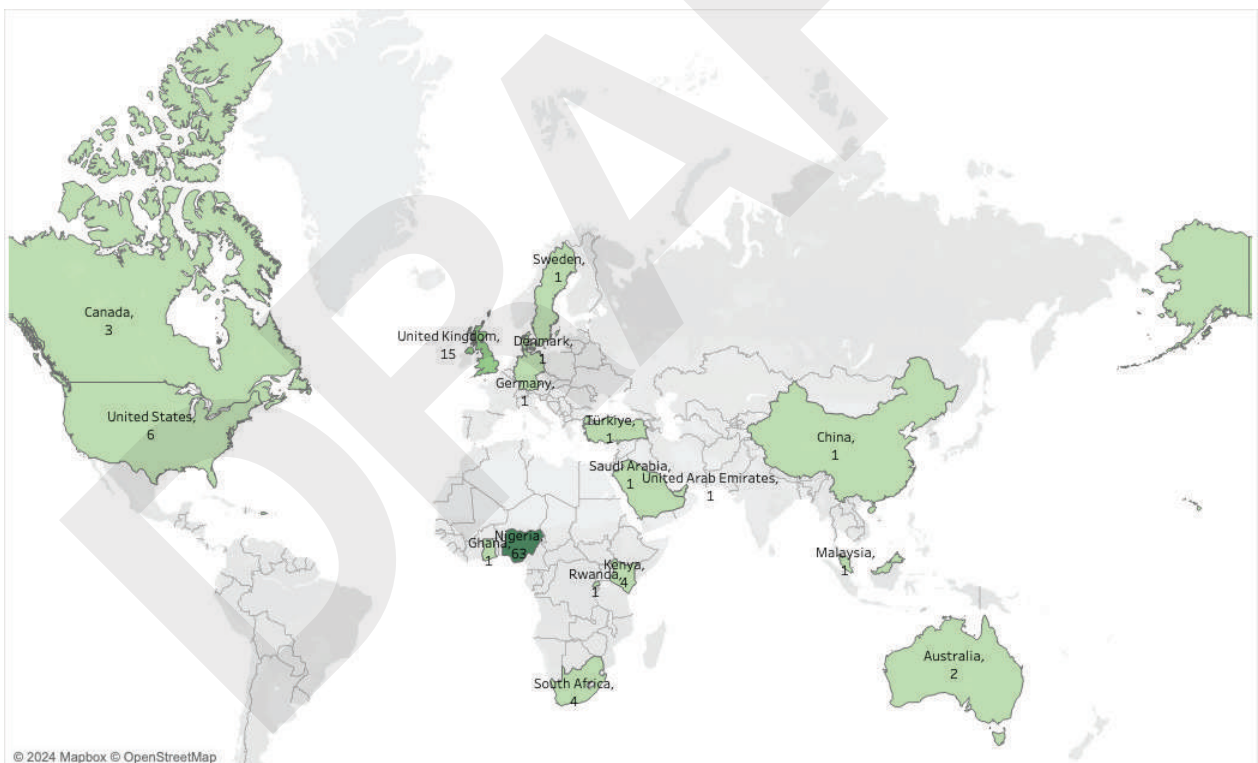 DRAF
Sweden,
1
Canada,
3
United Kingdom,
15
Denmark,
1
Germany,
1
United States,
6
Türkiye,
1
China,
1
Saudi Arabia,
1
United Arab Emirates,
1
Nigeria,
63
Ghana,
1
Kenya,
4
Rwanda,
1
Malaysia,
1
Australia,
2
South Africa,
4
© 2024 Mapbox © OpenStreetMap